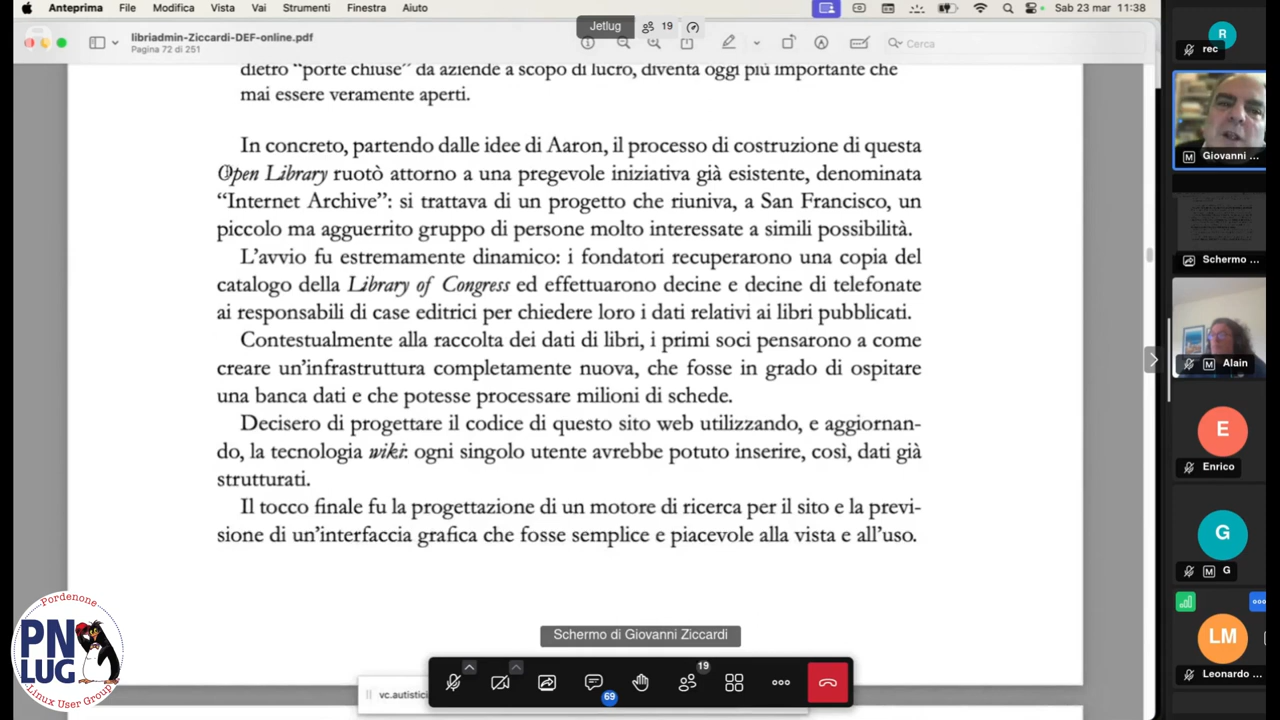 Anteprima File Modifica Vista Vai Strumenti Finestra Aiuto Sab 23 mar 11:38
Jetlug 19
libriadmin-Ziccardi-DEF-online.pdf
Pagina 72 di 251
Cerca
dietro “porte chiuse” da aziende a scopo di lucro, diventa oggi più importante che
mai essere veramente aperti.
In concreto, partendo dalle idee di Aaron, il processo di costruzione di questa
Open Library ruotò attorno a una pregevole iniziativa già esistente, denominata
“Internet Archive”: si trattava di un progetto che riuniva, a San Francisco, un
piccolo ma agguerrito gruppo di persone molto interessate a simili possibilità.
L’avvio fu estremamente dinamico: i fondatori recuperarono una copia del
catalogo della Library of Congress ed effettuarono decine e decine di telefonate
ai responsabili di case editrici per chiedere loro i dati relativi ai libri pubblicati.
Contestualmente alla raccolta dei dati di libri, i primi soci pensarono a come
creare un’infrastruttura completamente nuova, che fosse in grado di ospitare
una banca dati e che potesse processare milioni di schede.
Decisero di progettare il codice di questo sito web utilizzando, e aggiornan-
do, la tecnologia wiki: ogni singolo utente avrebbe potuto inserire, così, dati già
strutturati.
Il tocco finale fu la progettazione di un motore di ricerca per il sito e la previ-
sione di un’interfaccia grafica che fosse semplice e piacevole alla vista e all’uso.
Schermo di Giovanni Ziccardi
vc.autistici
19
69
Pordenone
PN
LUG
Linux User Group
R
rec
M Giovanni ...
Schermo ...
M Alain
E
Enrico
G
M G
LM
Leonardo ...